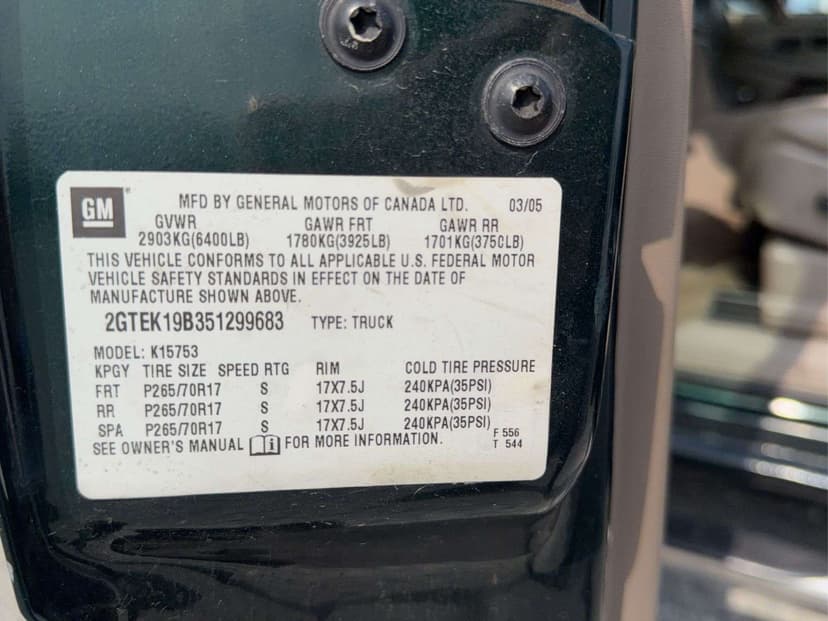 GM MFD BY GENERAL MOTORS OF CANADA LTD. 03/05
GVWR GAWR FRT GAWR RR
2903KG(6400LB) 1780KG(3925LB) 1701KG(3750LB)
THIS VEHICLE CONFORMS TO ALL APPLICABLE U.S. FEDERAL MOTOR
VEHICLE SAFETY STANDARDS IN EFFECT ON THE DATE OF
MANUFACTURE SHOWN ABOVE.
2GTEK19B351299683 TYPE: TRUCK
MODEL: K15753
KPGY TIRE SIZE SPEED RTG RIM COLD TIRE PRESSURE
FRT P265/70R17 S 17X7.5J 240KPA(35PSI)
RR P265/70R17 S 17X7.5J 240KPA(35PSI)
SPA P265/70R17 S 17X7.5J 240KPA(35PSI)
SEE OWNER'S MANUAL FOR MORE INFORMATION. F 556
T 544